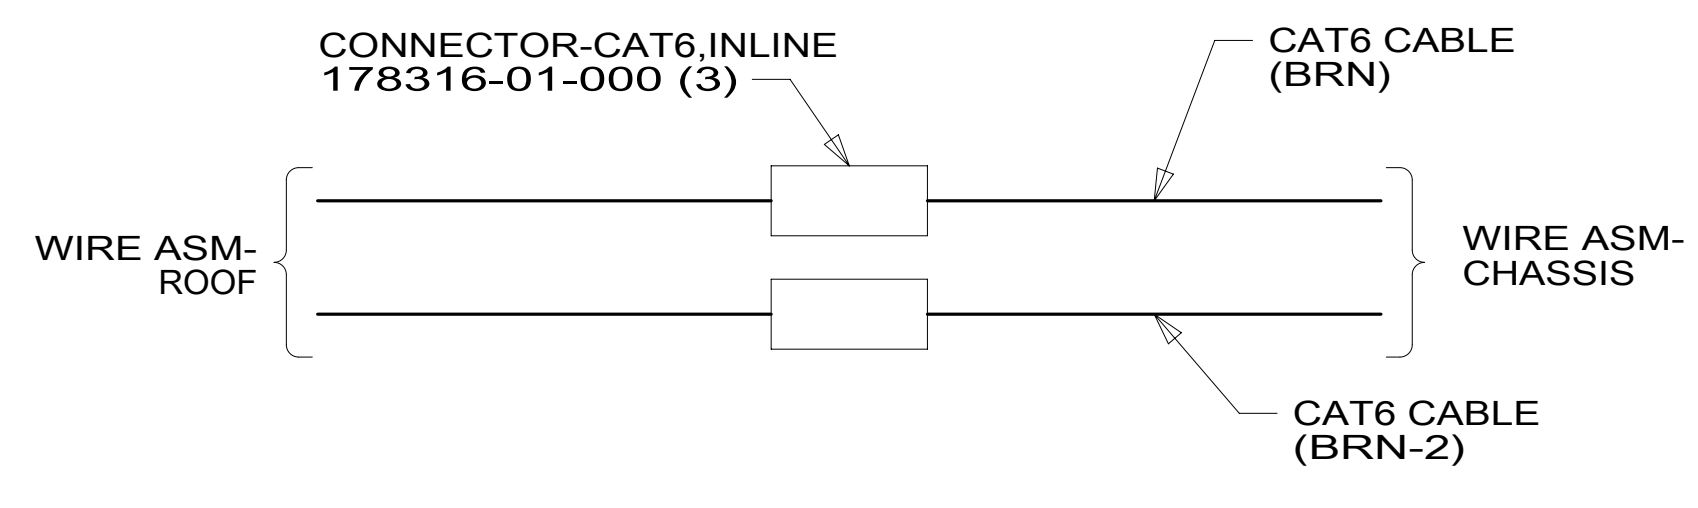 CONNECTOR-CAT6,INLINE
178316-01-000 (3)
CAT6 CABLE
(BRN)
WIRE ASM-
ROOF
WIRE ASM-
CHASSIS
CAT6 CABLE
(BRN-2)